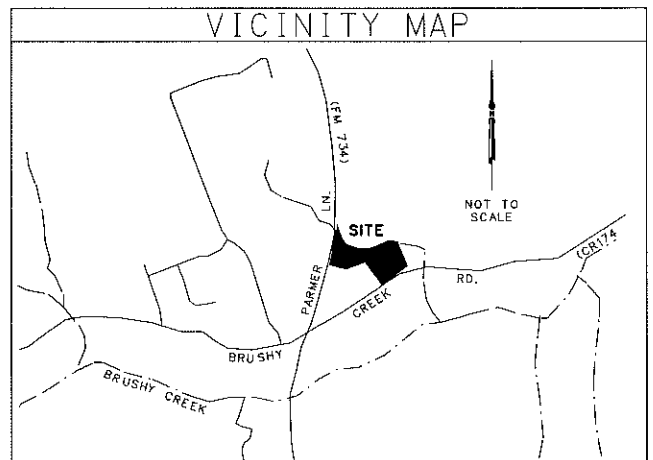 VICINITY MAP
(FM 734)
NOT TO
SCALE
LN.
SITE
(CR174
PARMER
CREEK
RD.
BRUSHY
BRUSHY CREEK